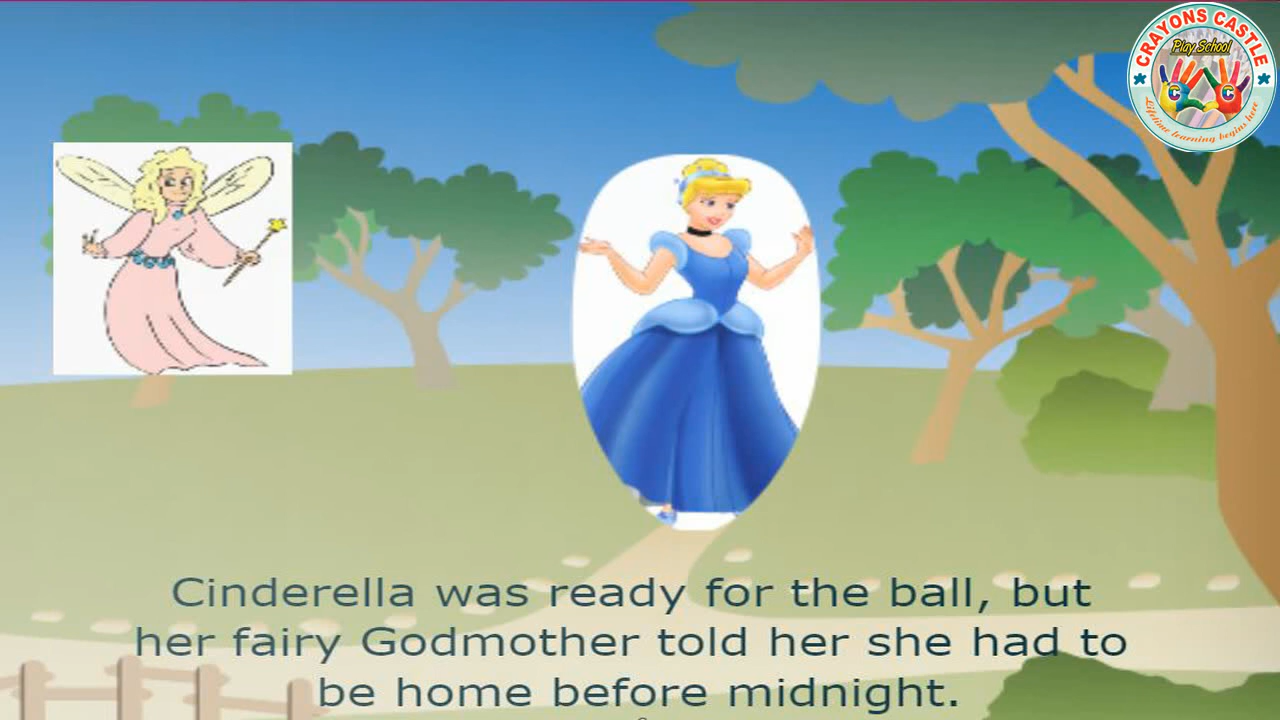 CRAYONS CASTLE
Play School
C C
Lifetime learning begins here
Cinderella was ready for the ball, but
her fairy Godmother told her she had to
be home before midnight.